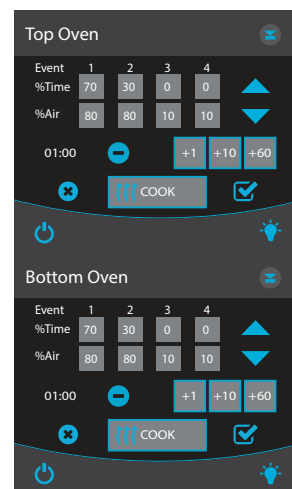 Top Oven
Event 1 2 3 4
%Time 70 30 0 0
%Air 80 80 10 10
01:00 +1 +10 +60
COOK
Bottom Oven
Event 1 2 3 4
%Time 70 30 0 0
%Air 80 80 10 10
01:00 +1 +10 +60
COOK